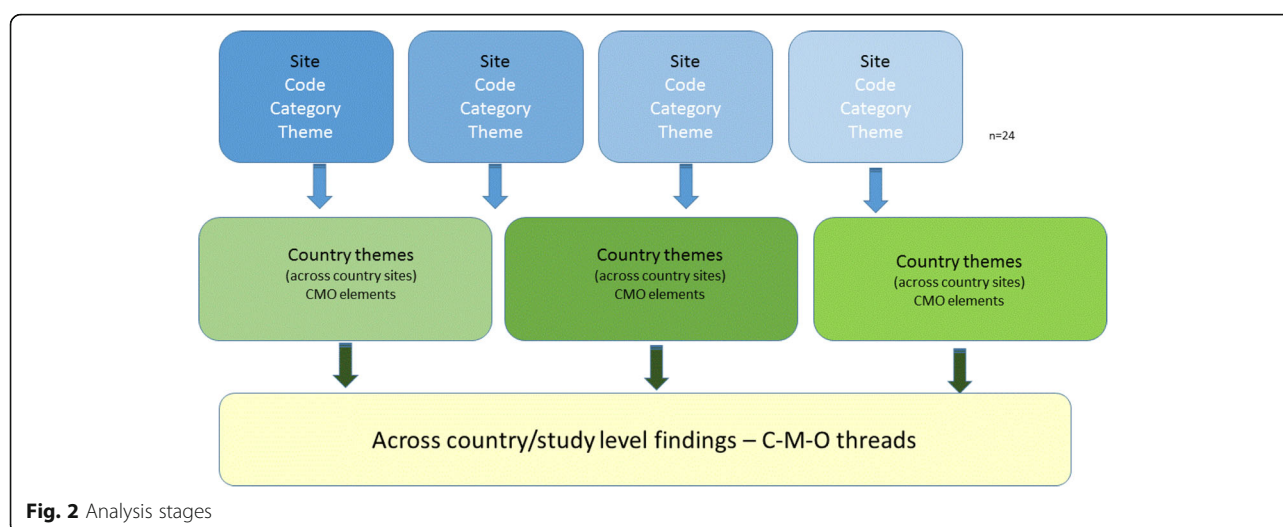 Site
Code
Category
Theme
Site
Code
Category
Theme
Site
Code
Category
Theme
Site
Code
Category
Theme
n=24
Country themes
(across country sites)
CMO elements
Country themes
(across country sites)
CMO elements
Country themes
(across country sites)
CMO elements
Across country/study level findings – C-M-O threads
Fig. 2 Analysis stages